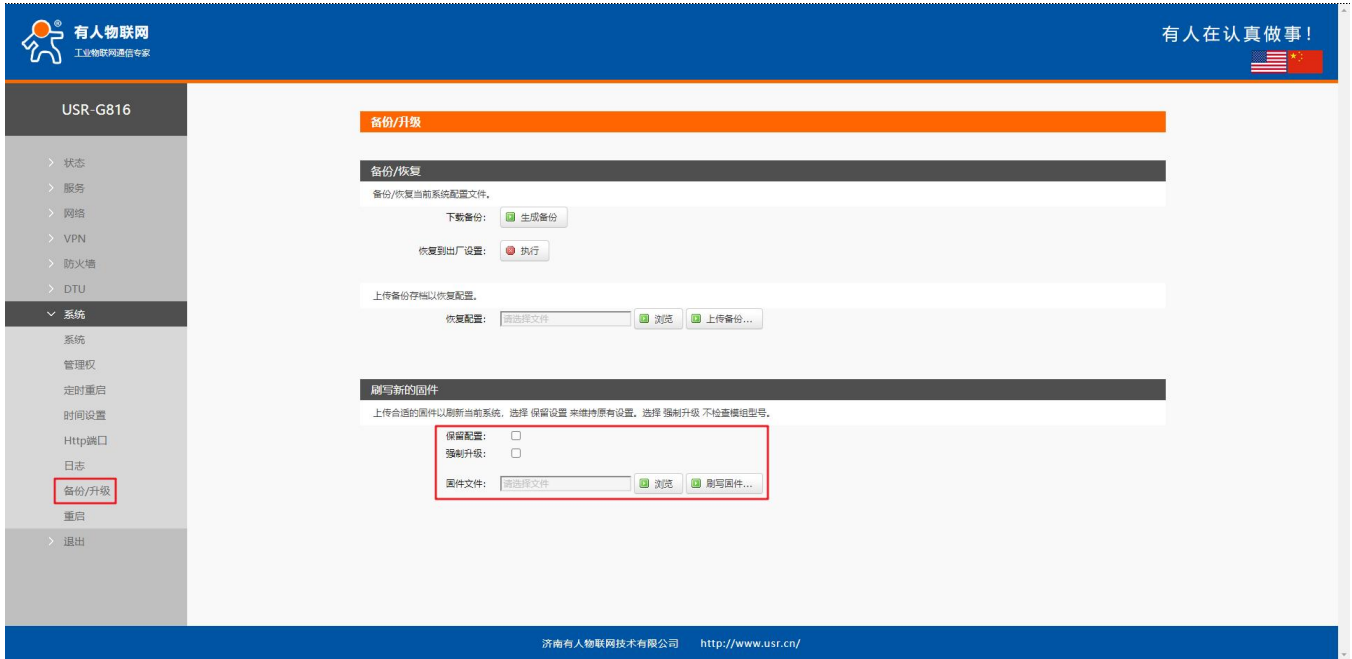 有人物联网
工业物联网通信专家
有人在认真做事！
USR-G816
状态
服务
网络
VPN
防火墙
DTU
系统
系统
管理权
定时重启
时间设置
Http端口
日志
备份/升级
重启
退出
备份/升级
备份/恢复
备份/恢复当前系统配置文件。
下载备份： 生成备份
恢复到出厂设置： 执行
上传备份存档以恢复配置。
恢复配置： 请选择文件 浏览 上传备份...
刷写新的固件
上传合适的固件以刷新当前系统，选择 保留设置 来维持原有设置。选择 强制升级 不检查模组型号。
保留配置：
强制升级：
固件文件： 请选择文件 浏览 刷写固件...
济南有人物联网技术有限公司 http://www.usr.cn/